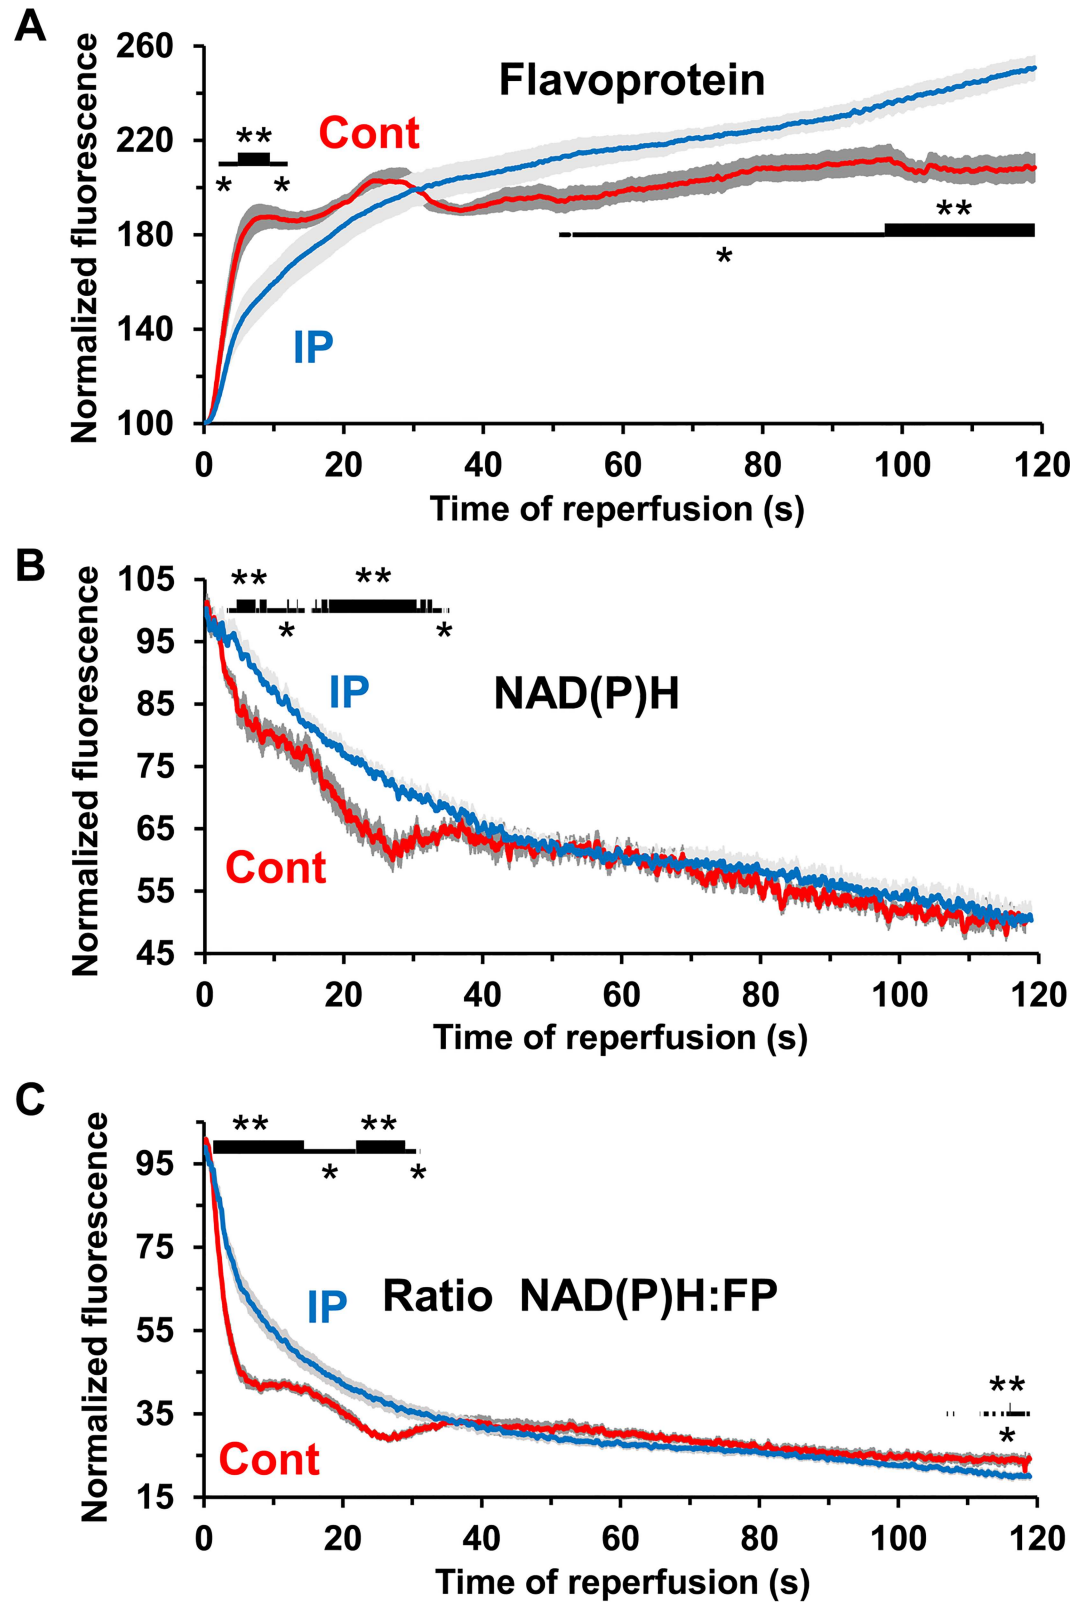 A
Normalized fluorescence
260
220
180
140
100
Flavoprotein
Cont
IP
**
* *
**
*
0 20 40 60 80 100 120
Time of reperfusion (s)
B
Normalized fluorescence
105
95
85
75
65
55
45
** **
* *
IP
NAD(P)H
Cont
0 20 40 60 80 100 120
Time of reperfusion (s)
C
Normalized fluorescence
95
75
55
35
15
** **
* *
IP
Ratio NAD(P)H:FP
Cont
**
*
0 20 40 60 80 100 120
Time of reperfusion (s)